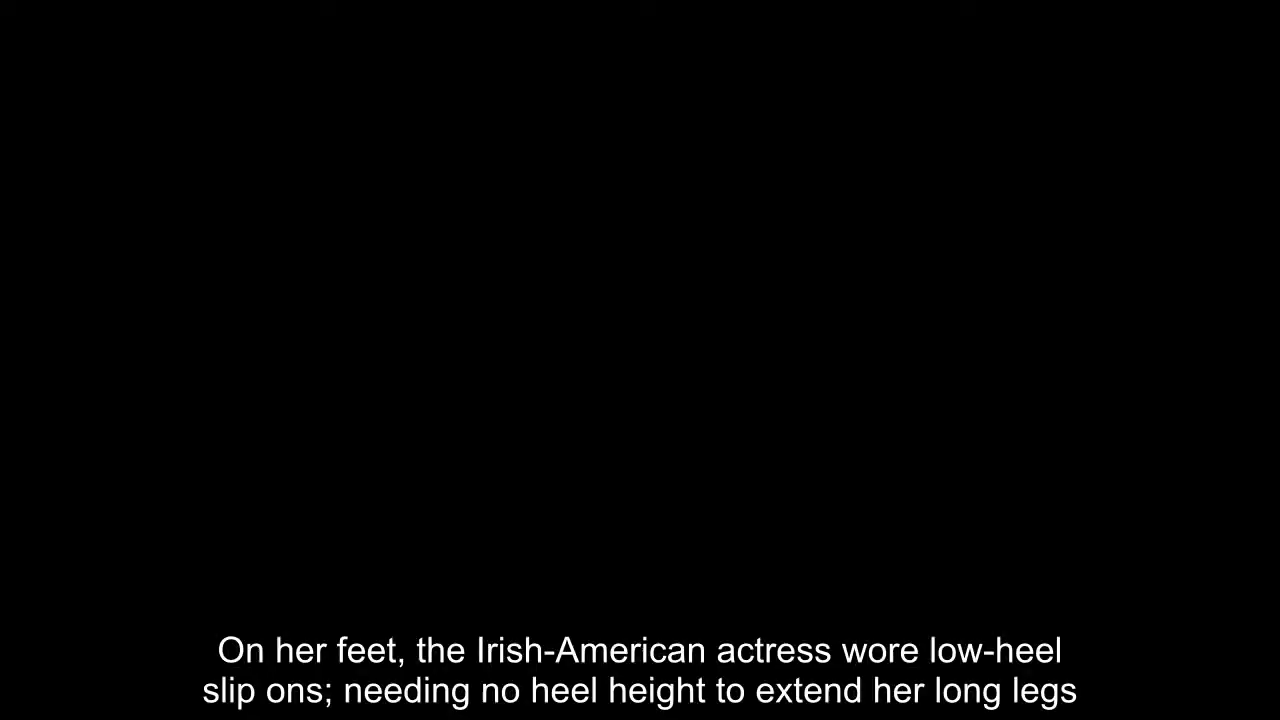 On her feet, the Irish-American actress wore low-heel
slip ons; needing no heel height to extend her long legs